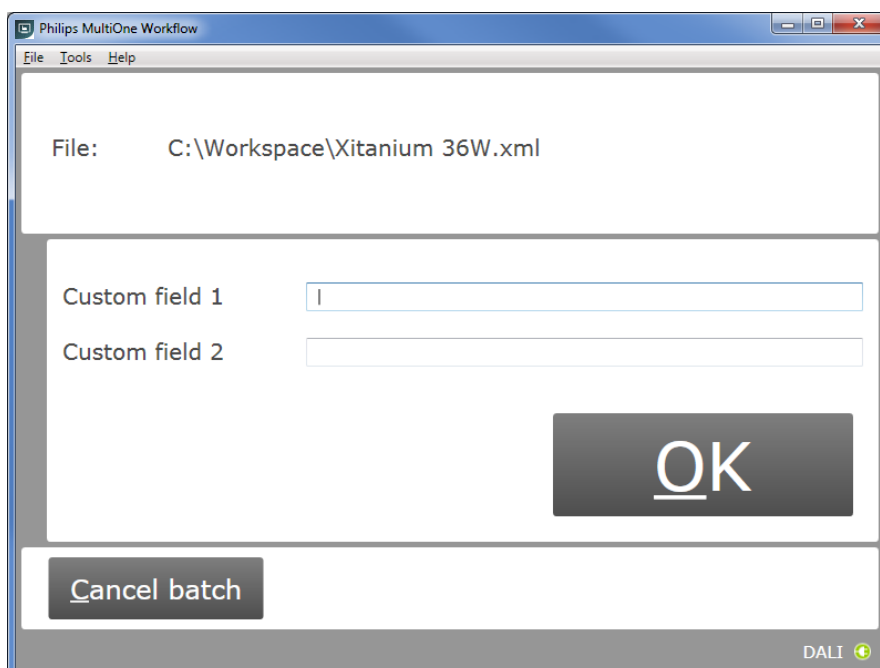 Philips MultiOne Workflow
File Tools Help
File: C:\Workspace\Xitanium 36W.xml
Custom field 1
Custom field 2
OK
Cancel batch
DALI